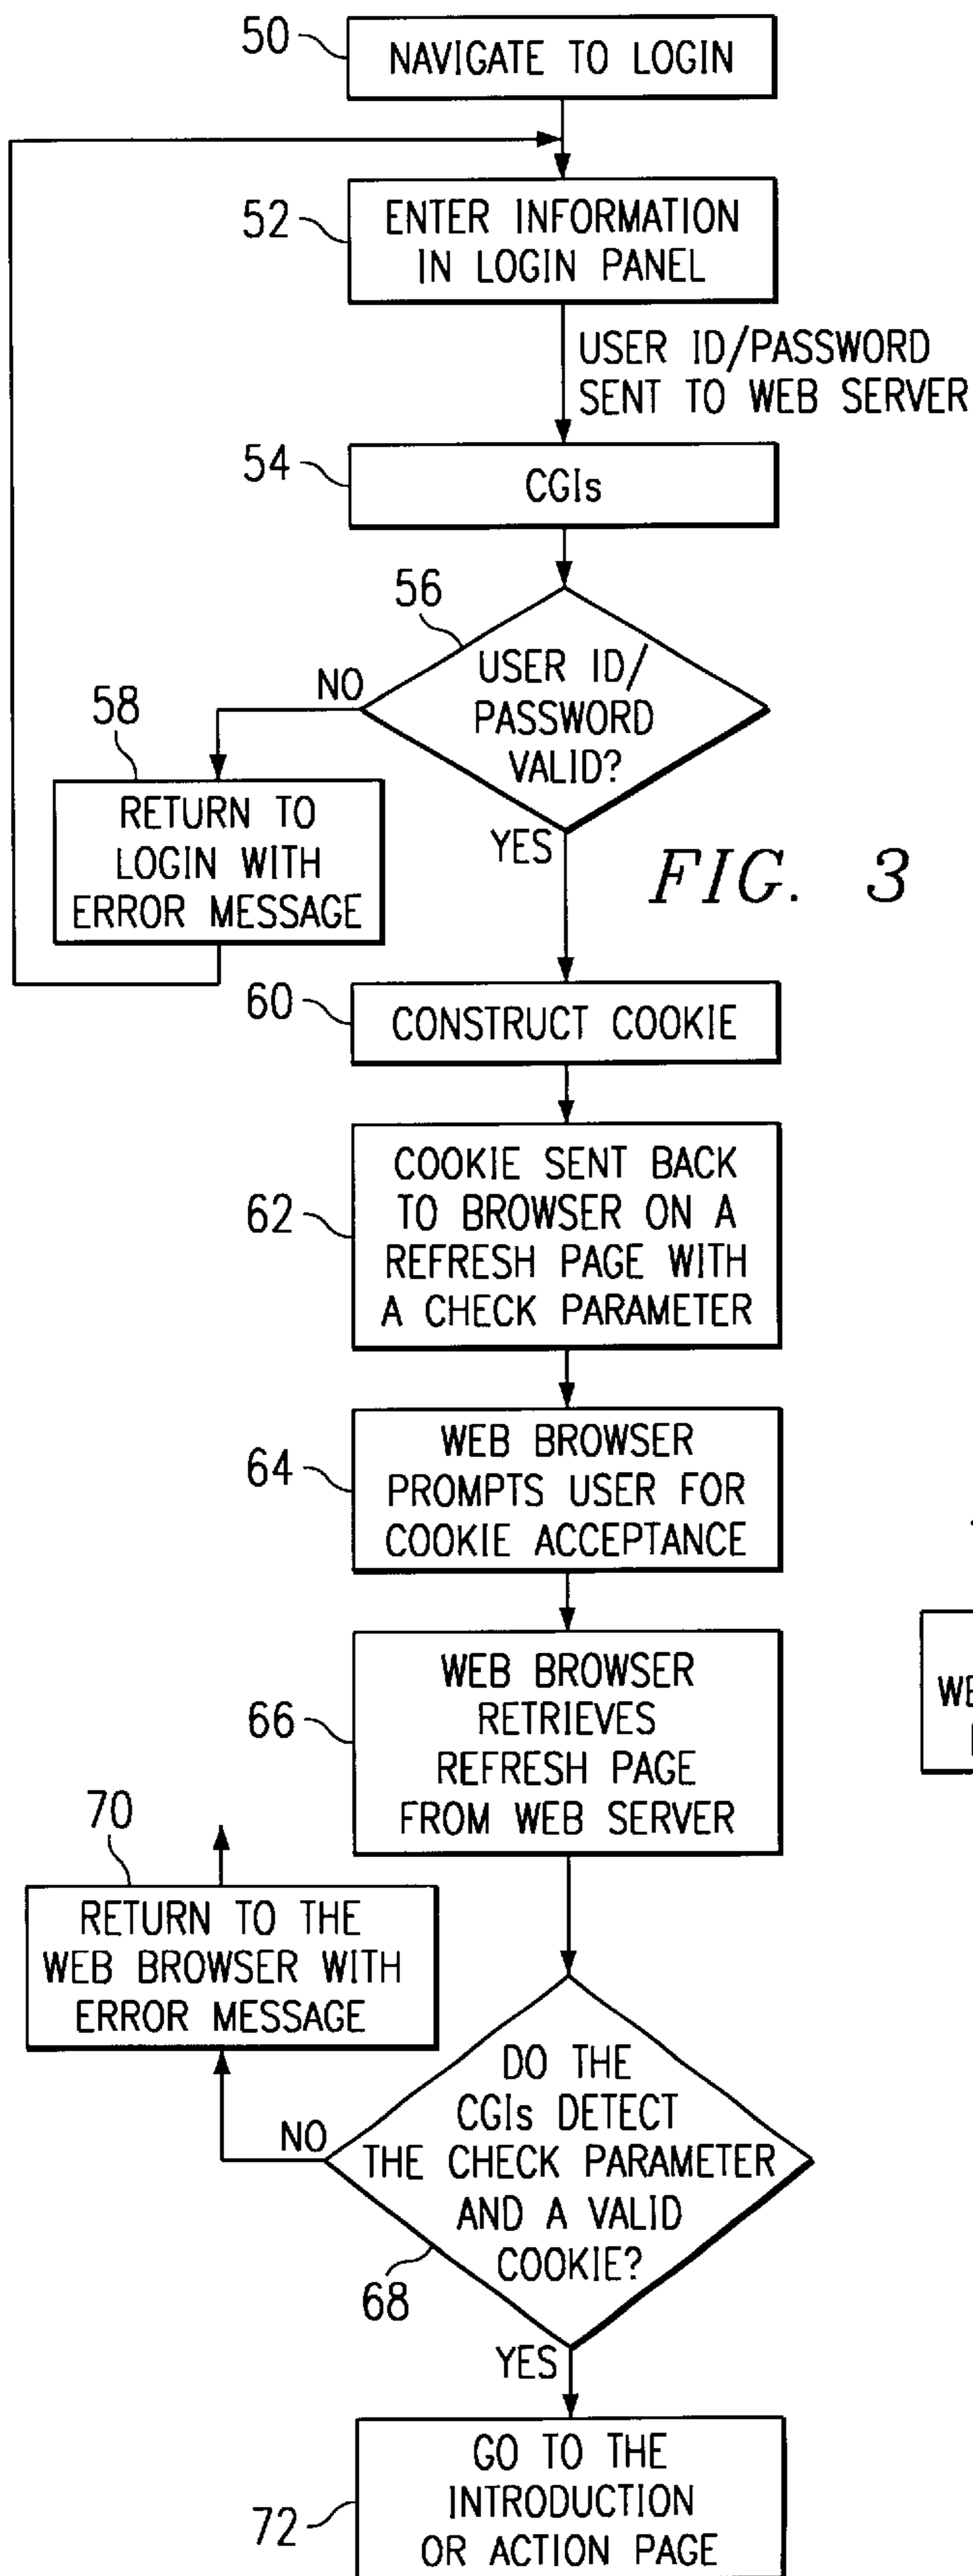 50
NAVIGATE TO LOGIN
52
ENTER INFORMATION
IN LOGIN PANEL
USER ID/PASSWORD
SENT TO WEB SERVER
54
CGIs
56
USER ID/
PASSWORD
VALID?
NO
58
RETURN TO
LOGIN WITH
ERROR MESSAGE
YES
FIG. 3
60
CONSTRUCT COOKIE
62
COOKIE SENT BACK
TO BROWSER ON A
REFRESH PAGE WITH
A CHECK PARAMETER
64
WEB BROWSER
PROMPTS USER FOR
COOKIE ACCEPTANCE
66
WEB BROWSER
RETRIEVES
REFRESH PAGE
FROM WEB SERVER
70
RETURN TO THE
WEB BROWSER WITH
ERROR MESSAGE
NO
DO THE
CGIs DETECT
THE CHECK PARAMETER
AND A VALID
COOKIE?
68
YES
72
GO TO THE
INTRODUCTION
OR ACTION PAGE